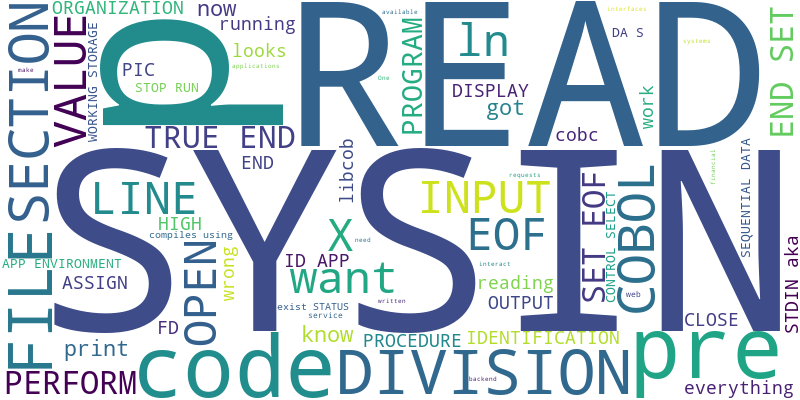 ORGANIZATION
now
running
looks
applications
PIC
STOP RUN
make
SECTION
VALUE
WORKING STORAGE
p
READ
available
One
ln
DISPLAY
got
PROGRAM
interfaces
DA S
systems
work
END SET
TRUE END
END
cobc
FILE
SYSIN
LINE
HIGH
compiles using
APP ENVIRONMENT
ASSIGN
OPEN
wrong
FD
ID APP
libcob
X
want
need
exist STATUS
service
written
know
INPUT
EOF
reading
OUTPUT
requests
interact
SET EOF
CONTROL SELECT
web
COBOL
financial
SEQUENTIAL DATA
STDIN aka
CLOSE
print
PERFORM
code
PROCEDURE
IDENTIFICATION
DIVISION
backend
pre
everything